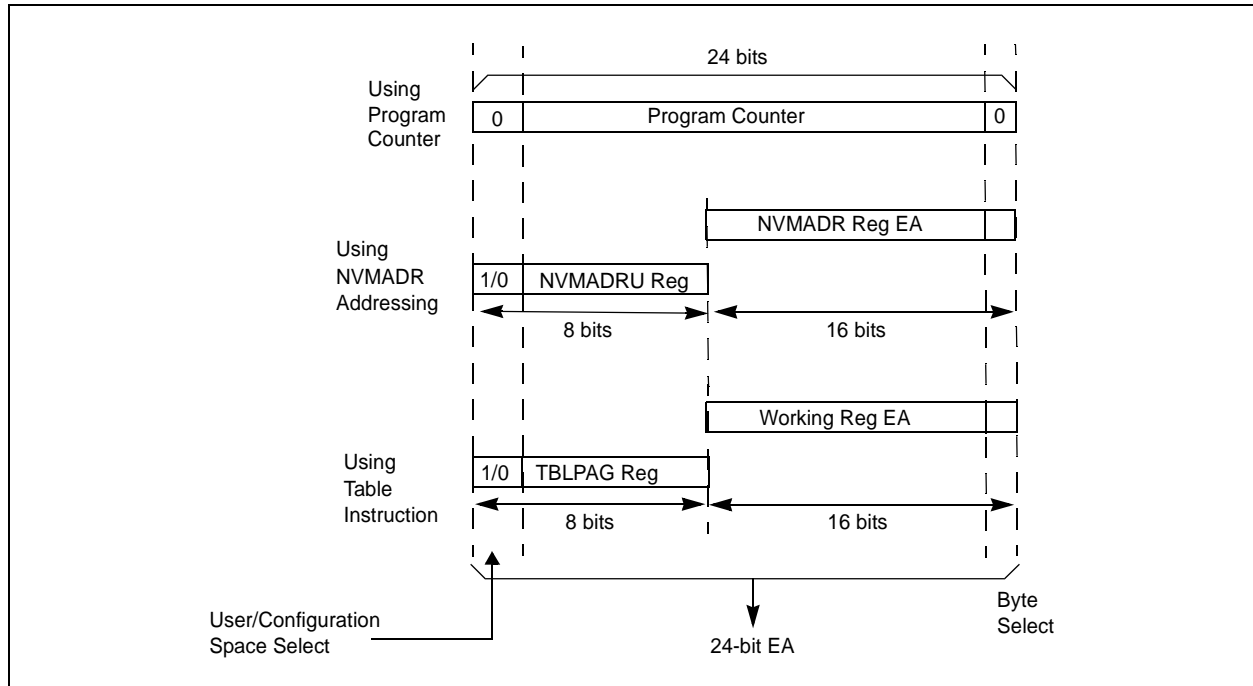 24 bits
Using
Program
Counter
0
Program Counter
0
NVMADR Reg EA
Using
NVMADR
Addressing
1/0
NVMADRU Reg
8 bits
16 bits
Working Reg EA
Using
Table
Instruction
1/0
TBLPAG Reg
8 bits
16 bits
User/Configuration
Space Select
24-bit EA
Byte
Select